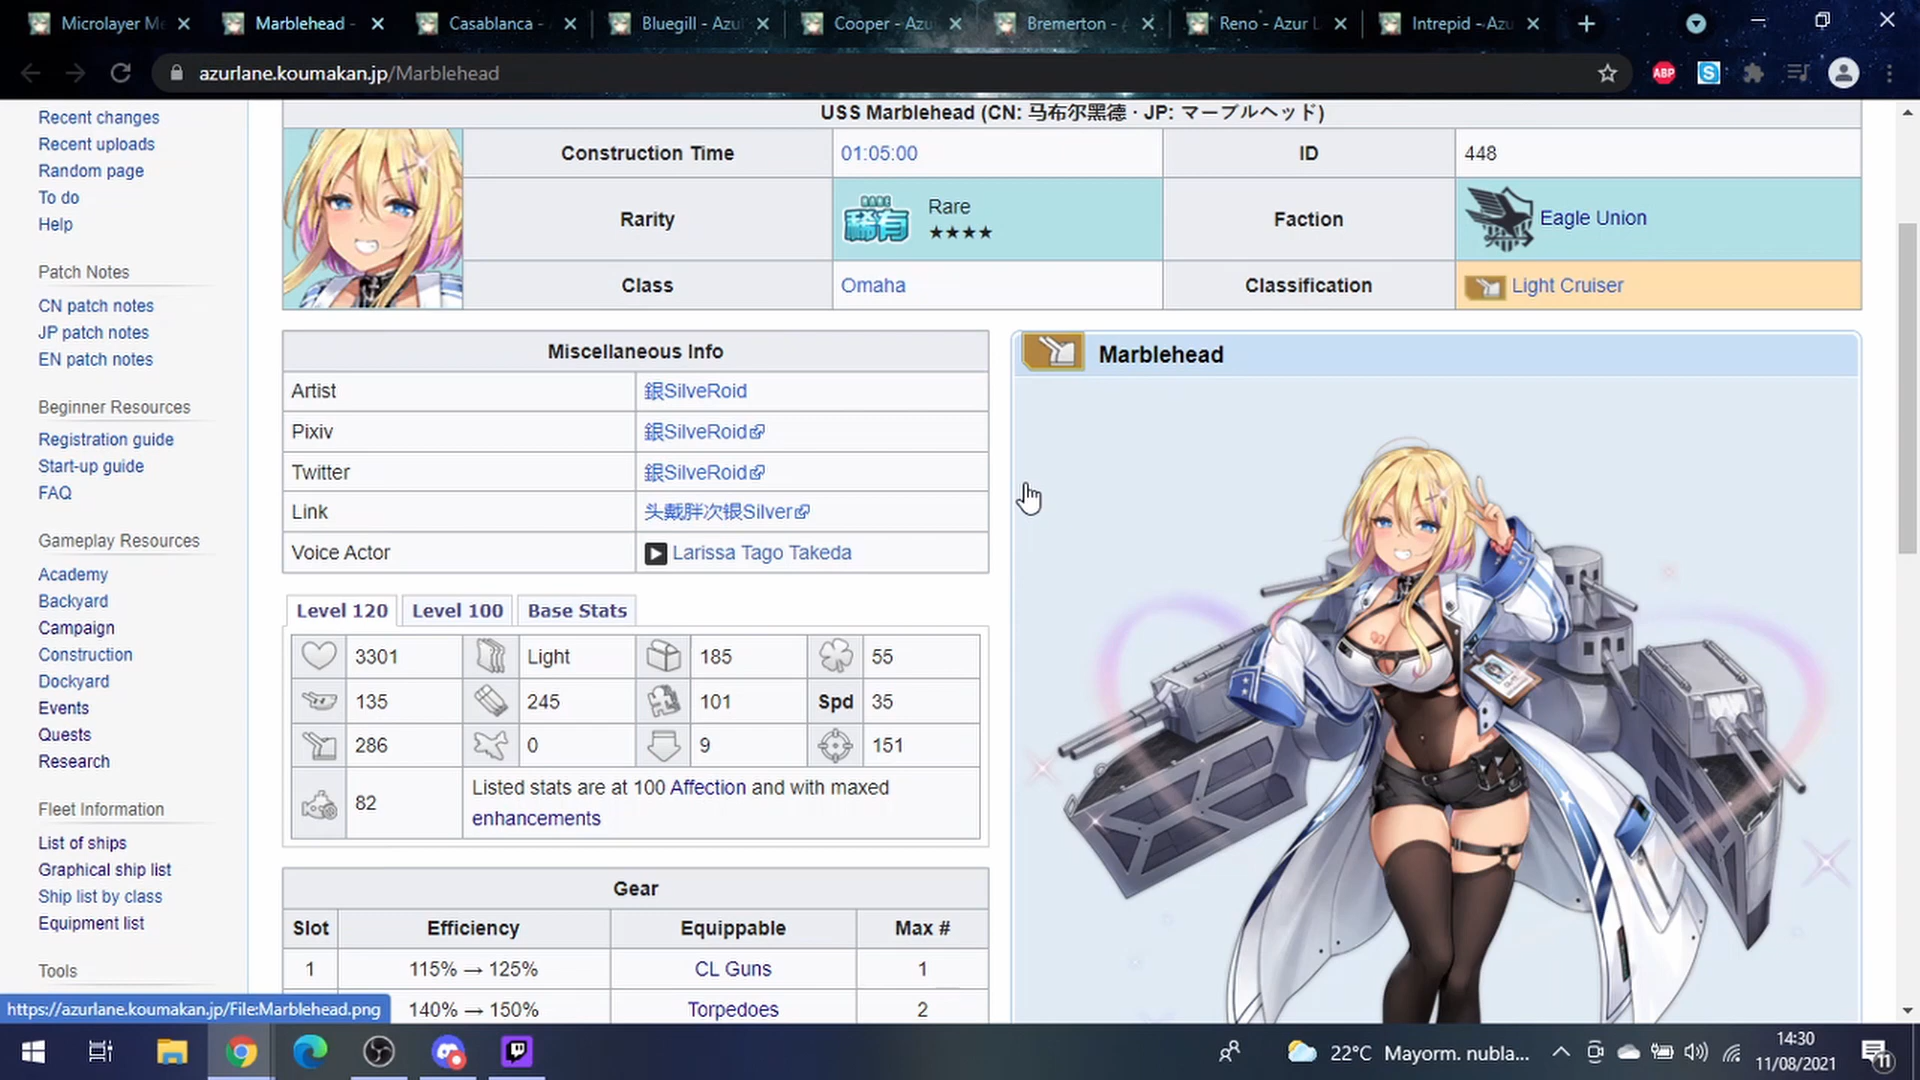 Microlayer Me
Marblehead -
Casablanca -
Bluegill - Azu
Cooper - Azu
Bremerton -
Reno - Azur L
Intrepid - Azu
azurlane.koumakan.jp/Marblehead
ABP
Recent changes
Recent uploads
Random page
To do
Help
Patch Notes
CN patch notes
JP patch notes
EN patch notes
Beginner Resources
Registration guide
Start-up guide
FAQ
Gameplay Resources
Academy
Backyard
Campaign
Construction
Dockyard
Events
Quests
Research
Fleet Information
List of ships
Graphical ship list
Ship list by class
Equipment list
Tools
USS Marblehead (CN: 马布尔黑德 · JP: マーブルヘッド)
Construction Time 01:05:00 ID 448
Rarity RARE 稀有 Rare ★★★★ Faction Eagle Union
Class Omaha Classification Light Cruiser
Miscellaneous Info
Artist 銀SilveRoid
Pixiv 銀SilveRoid
Twitter 銀SilveRoid
Link 头戴胖次银Silver
Voice Actor Larissa Tago Takeda
Marblehead
Level 120 Level 100 Base Stats
3301 Light 185 55
135 245 101 Spd 35
286 0 9 151
82 Listed stats are at 100 Affection and with maxed
enhancements
Gear
Slot Efficiency Equippable Max #
1 115% → 125% CL Guns 1
140% → 150% Torpedoes 2
https://azurlane.koumakan.jp/File:Marblehead.png
22°C Mayorm. nubla...
14:30
11/08/2021
11